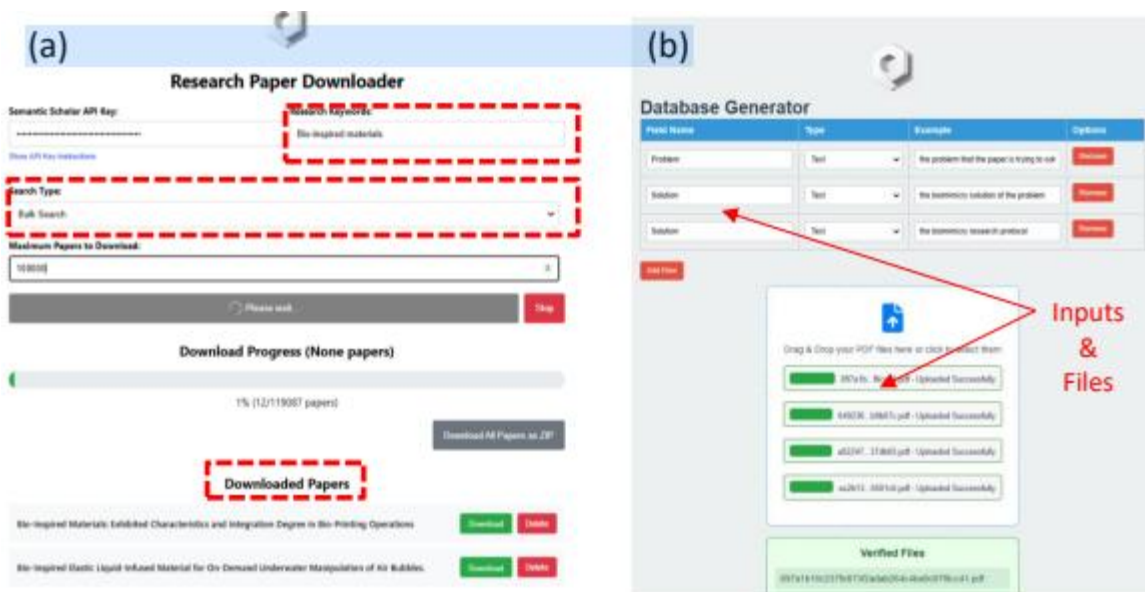 (a)
Research Paper Downloader
Semantic Scholar API Key:
Research Keywords:
Bio-inspired materials
Show API Key Instructions
Search Type:
Bulk Search
Maximum Papers to Download:
Please wait...
Stop
Download Progress (None papers)
1% (12/119087 papers)
Download All Papers as ZIP
Downloaded Papers
Bio-Inspired Materials: Exhibited Characteristics and Integration Degree in Bio-Printing Operations
Download
Delete
Bio-Inspired Elastic Liquid-Infused Material for On-Demand Underwater Manipulation of Air Bubbles.
Download
Delete
(b)
Database Generator
Field Name
Type
Example
Options
Problem
Text
the problem that the paper is trying to
Remove
Solution
Text
the biomimicry solution of the problem
Remove
Solution
Text
the biomimicry research protocol
Remove
Drag & Drop your PDF files here or click to select them
.pdf - Uploaded Successfully
.pdf - Uploaded Successfully
.pdf - Uploaded Successfully
.pdf - Uploaded Successfully
Verified Files
Inputs
&
Files